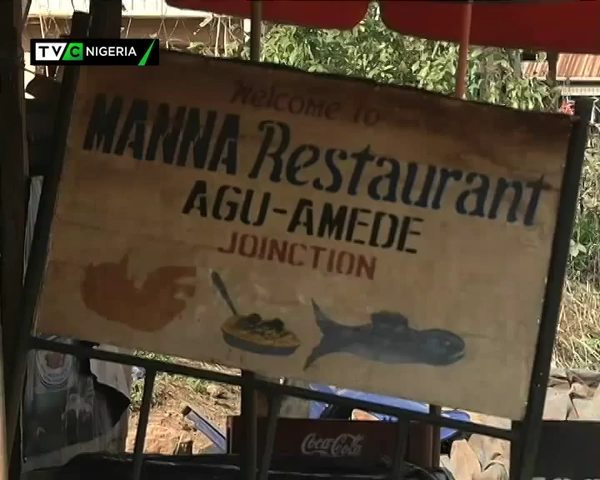 TVC NIGERIA
Welcome to
MANNA Restaurant
AGU-AMEDE
JOINCTION
Coca-Cola